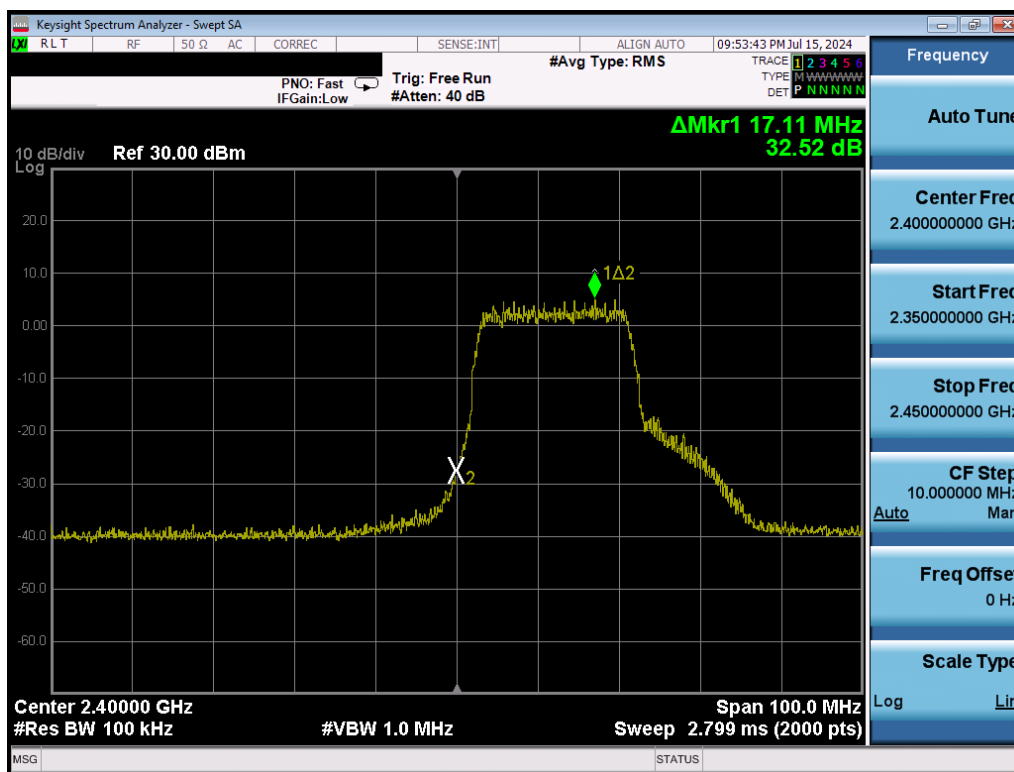 Keysight Spectrum Analyzer - Swept SA
LXI RLT RF 50 Ω AC CORREC SENSE:INT ALIGN AUTO 09:53:43 PM Jul 15, 2024
PNO: Fast
IFGain:Low
Trig: Free Run
#Atten: 40 dB
#Avg Type: RMS
TRACE 1 2 3 4 5 6
TYPE M WWWWW
DET P N N N N N
ΔMkr1 17.11 MHz
32.52 dB
10 dB/div Ref 30.00 dBm
Log
20.0
10.0
1Δ2
0.00
-10.0
-20.0
X2
-30.0
-40.0
-50.0
-60.0
Center 2.40000 GHz Span 100.0 MHz
#Res BW 100 kHz #VBW 1.0 MHz Sweep 2.799 ms (2000 pts)
MSG STATUS
Frequency
Auto Tune
Center Freq
2.400000000 GHz
Start Freq
2.350000000 GHz
Stop Freq
2.450000000 GHz
CF Step
10.000000 MHz
Auto Man
Freq Offset
0 Hz
Scale Type
Log Lin